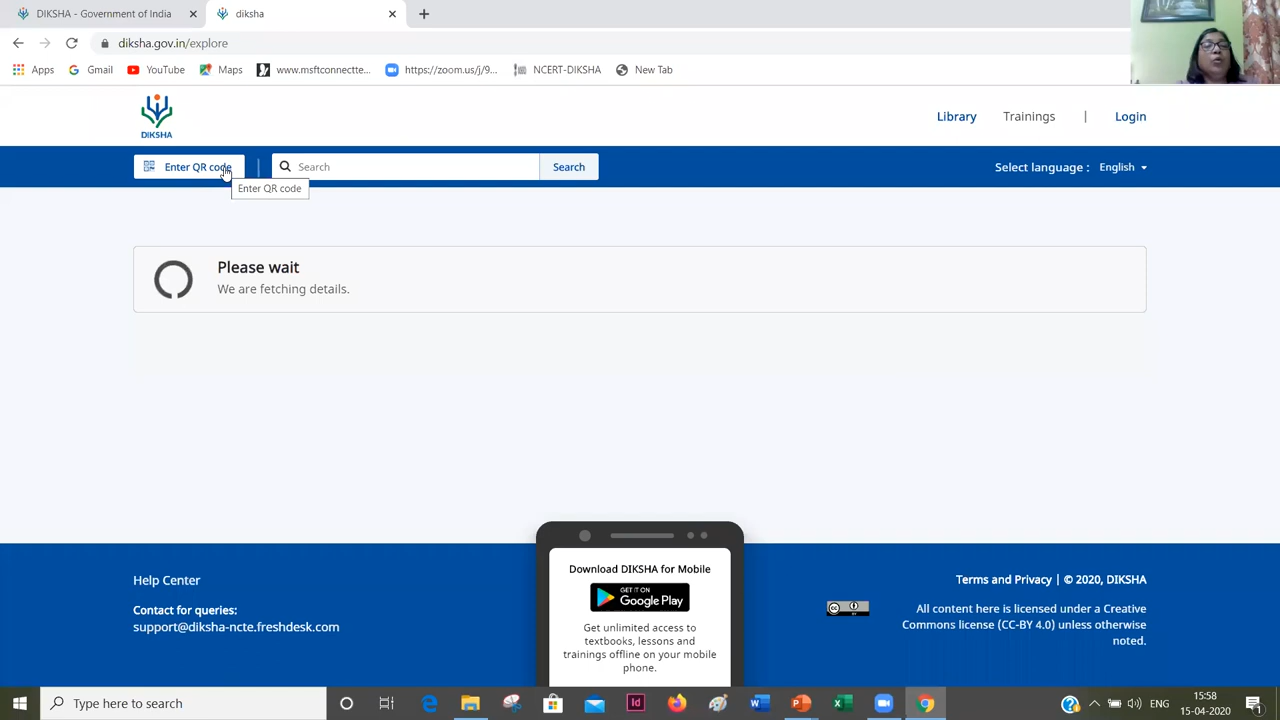 DIKSHA - Government of India
diksha
diksha.gov.in/explore
Apps
Gmail
YouTube
Maps
www.msftconnectte...
https://zoom.us/j/9...
NCERT-DIKSHA
New Tab
DIKSHA
Library
Trainings
|
Login
Enter QR code
Search
Search
Select language :
English
Enter QR code
Please wait
We are fetching details.
Download DIKSHA for Mobile
GET IT ON
Google Play
Get unlimited access to
textbooks, lessons and
trainings offline on your mobile
phone.
Help Center
Contact for queries:
support@diksha-ncte.freshdesk.com
Terms and Privacy | © 2020, DIKSHA
All content here is licensed under a Creative
Commons license (CC-BY 4.0) unless otherwise
noted.
Type here to search
ENG
15:58
15-04-2020